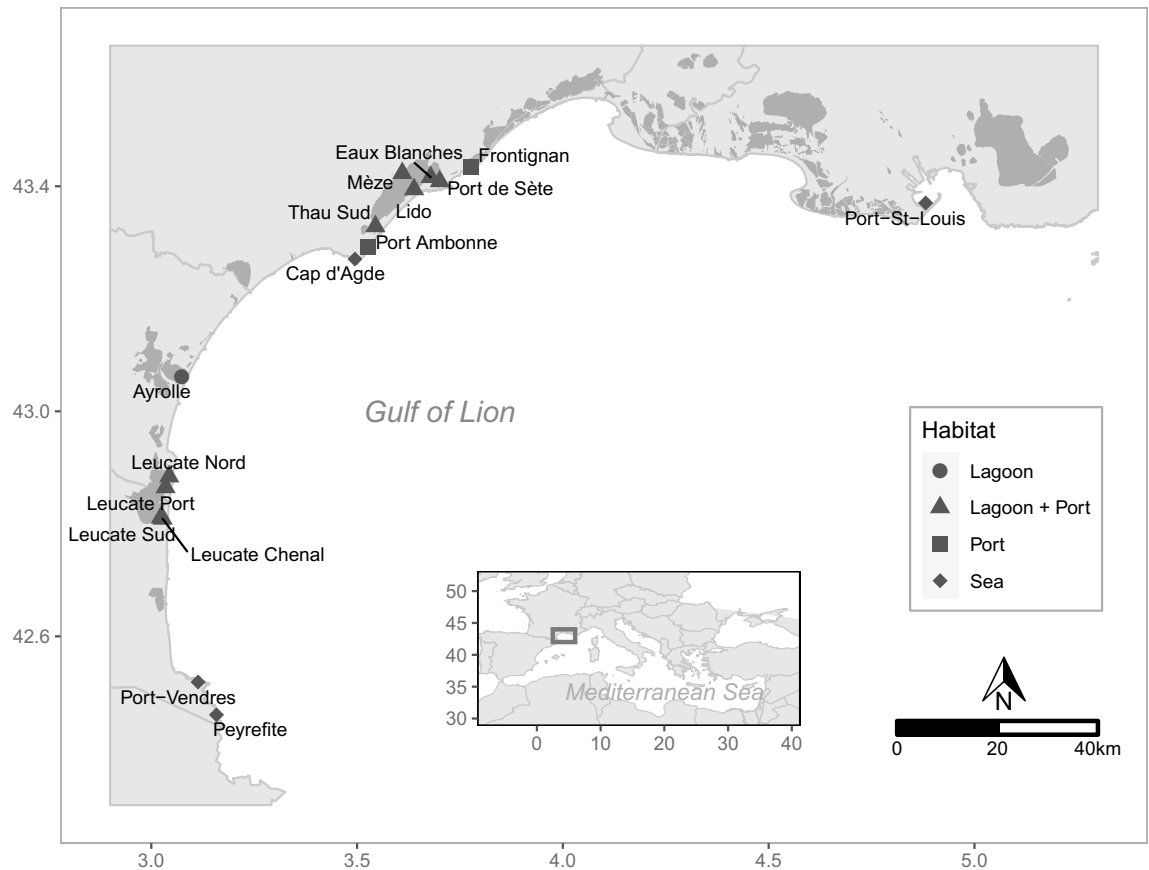 Eaux Blanches
Frontignan
43.4
Mèze
Port de Sète
Thau Sud
Lido
Port−St−Louis
Port Ambonne
Cap d'Agde
Ayrolle
43.0
Gulf of Lion
Habitat
Leucate Nord
Lagoon
Leucate Port
Lagoon + Port
Leucate Sud
Port
Leucate Chenal
Sea
50
45
42.6
40
35
Mediterranean Sea
30
0
10
20
30
40
Port−Vendres
Peyrefite
N
0
20
40km
3.0
3.5
4.0
4.5
5.0